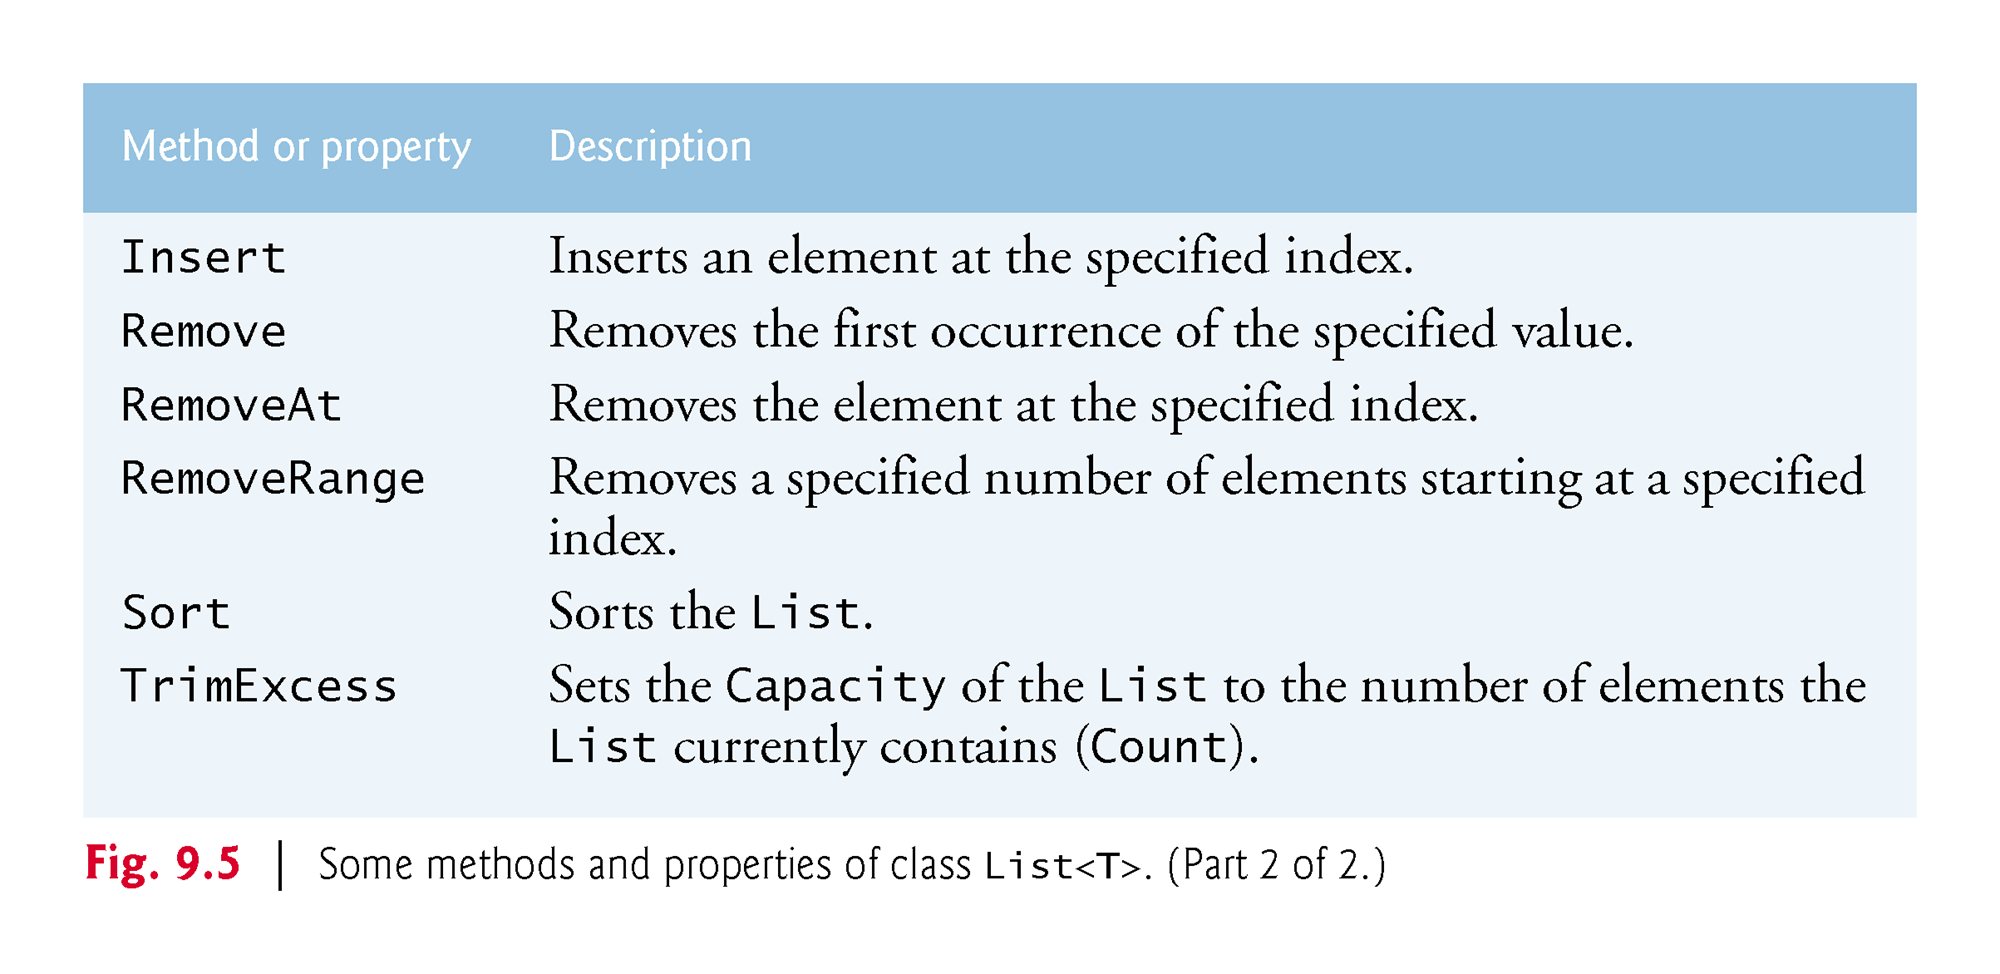 Method or property Description
Insert Inserts an element at the specified index.
Remove Removes the first occurrence of the specified value.
RemoveAt Removes the element at the specified index.
RemoveRange Removes a specified number of elements starting at a specified
index.
Sort Sorts the List.
TrimExcess Sets the Capacity of the List to the number of elements the
List currently contains (Count).
Fig. 9.5 | Some methods and properties of class List<T>. (Part 2 of 2.)